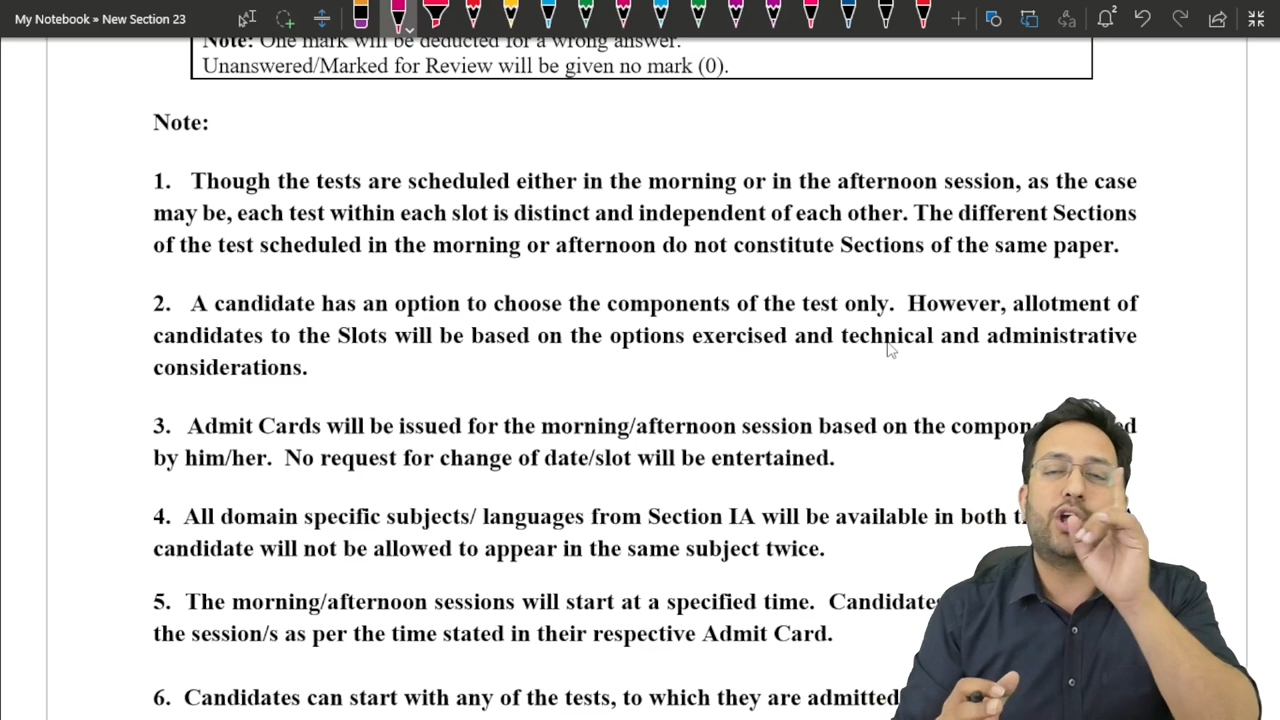 My Notebook » New Section 23
2
Note: One mark will be deducted for a wrong answer.
Unanswered/Marked for Review will be given no mark (0).
Note:
1. Though the tests are scheduled either in the morning or in the afternoon session, as the case
may be, each test within each slot is distinct and independent of each other. The different Sections
of the test scheduled in the morning or afternoon do not constitute Sections of the same paper.
2. A candidate has an option to choose the components of the test only. However, allotment of
candidates to the Slots will be based on the options exercised and technical and administrative
considerations.
3. Admit Cards will be issued for the morning/afternoon session based on the
by him/her. No request for change of date/slot will be entertained.
4. All domain specific subjects/ languages from Section IA will be available in both
candidate will not be allowed to appear in the same subject twice.
5. The morning/afternoon sessions will start at a specified time.
the session/s as per the time stated in their respective Admit Card.
6. Candidates can start with any of the tests, to which they are admitted